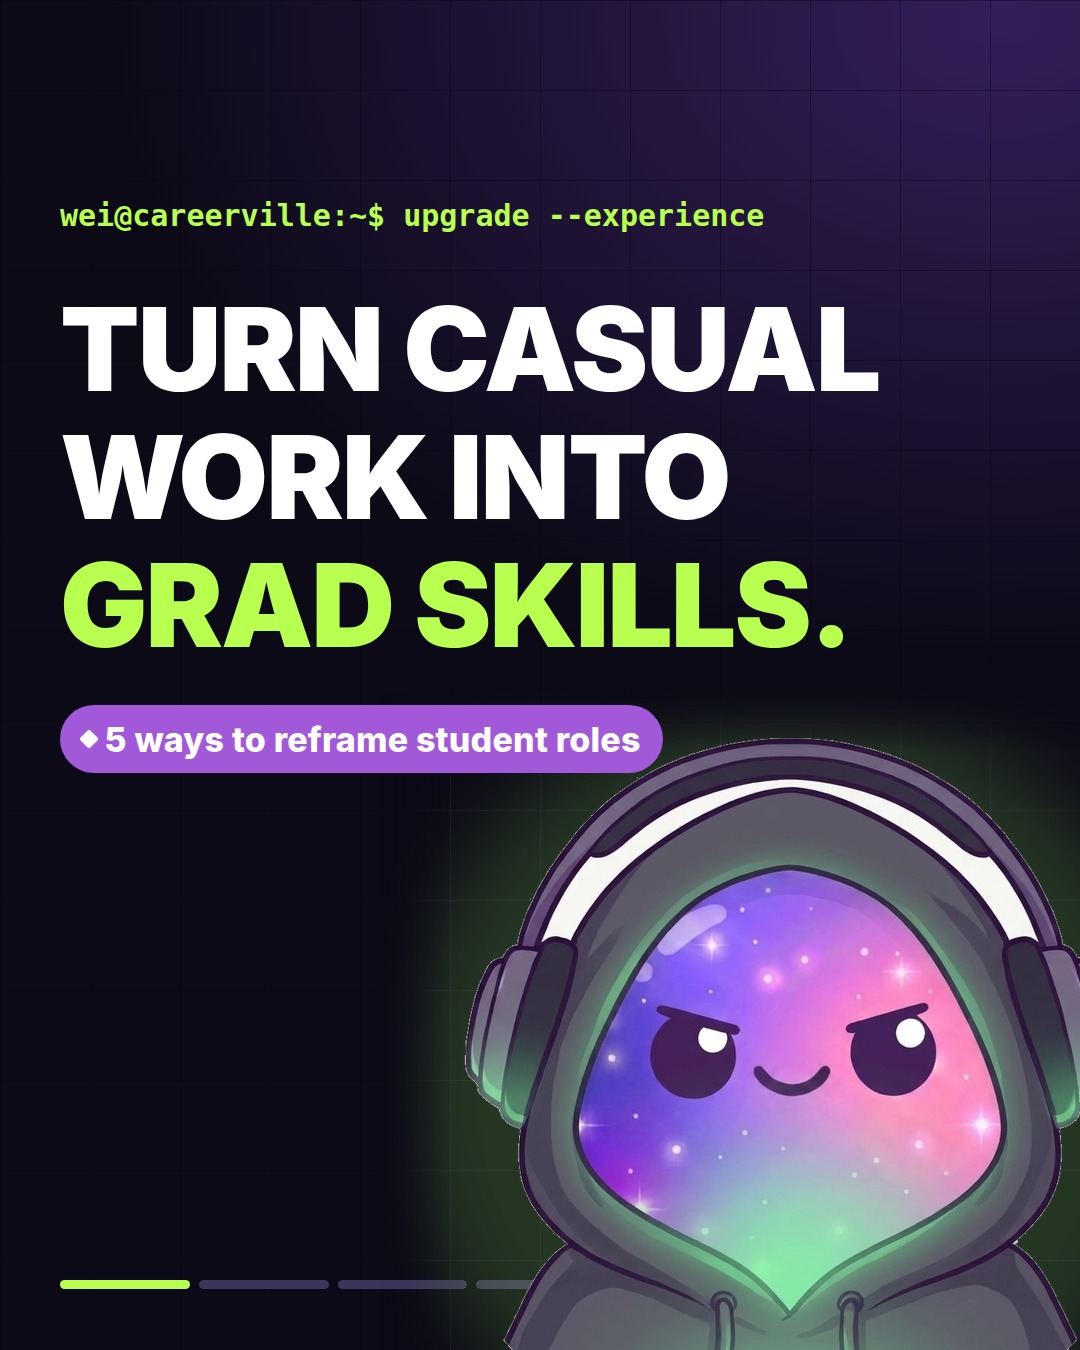 wei@careerville:~$ upgrade --experience
TURN CASUAL
WORK INTO
GRAD SKILLS.
5 ways to reframe student roles